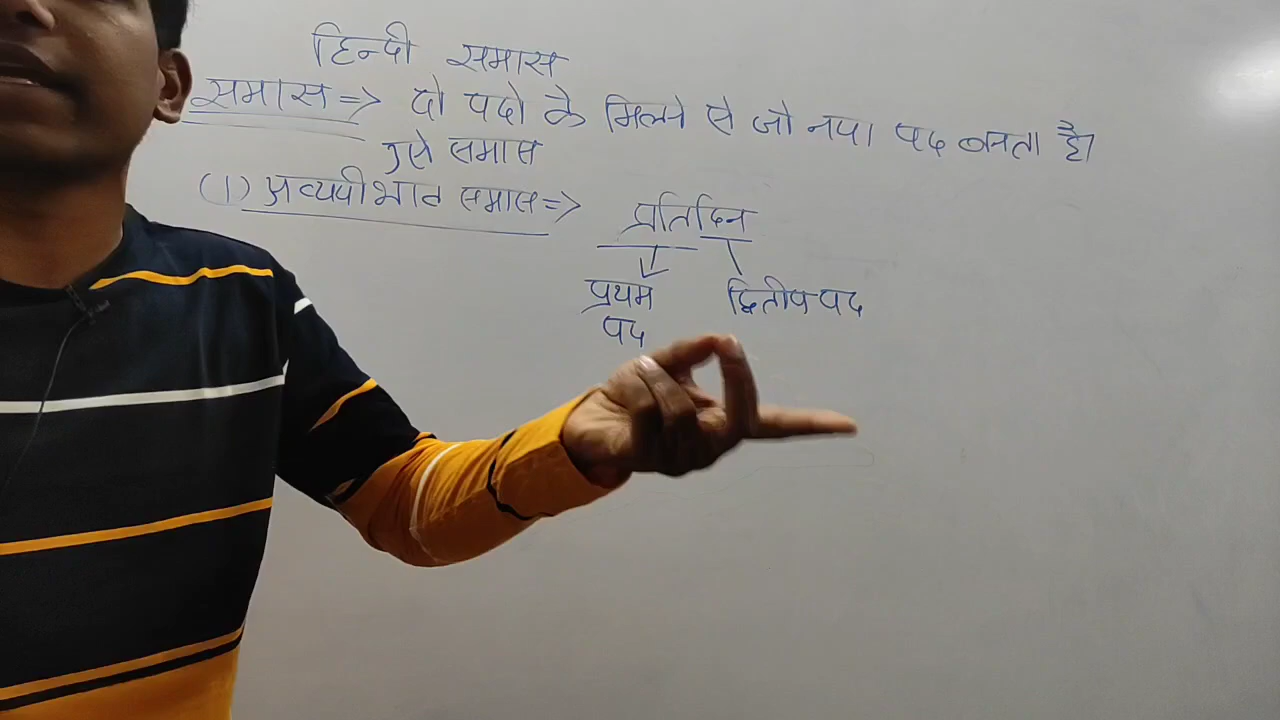 हिन्दी समास
समास => दो पदो के मिलने से जो नया पद बनता है।
उसे समास
(1) अव्ययीभाव समास =>
प्रतिदिन
प्रथम द्वितीय पद
पद